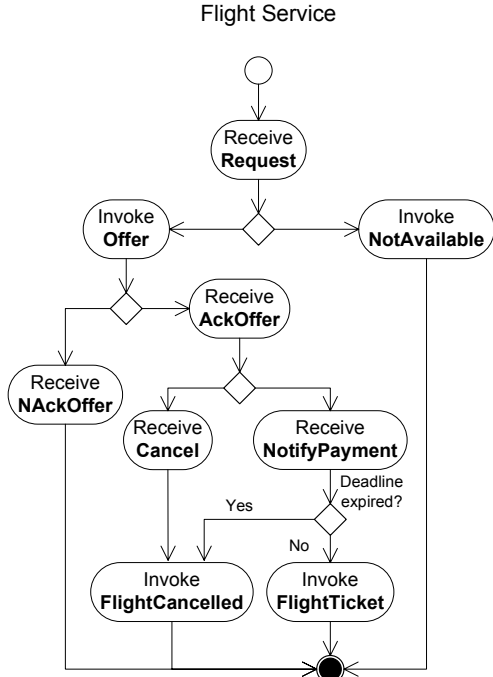 Flight Service
Receive
Request
Invoke
Offer
Invoke
NotAvailable
Receive
AckOffer
Receive
NAckOffer
Receive
Cancel
Receive
NotifyPayment
Deadline
expired?
Yes
No
Invoke
FlightCancelled
Invoke
FlightTicket